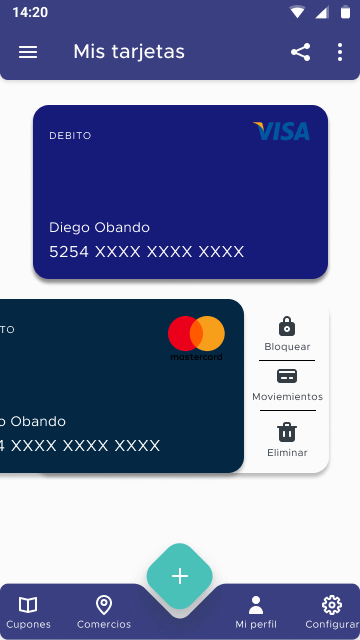 14:20
Mis tarjetas
DEBITO
VISA
Diego Obando
5254 XXXX XXXX XXXX
TO
mastercard
o Obando
4 XXXX XXXX XXXX
Bloquear
Moviemientos
Eliminar
Cupones
Comercios
Mi perfil
Configurar